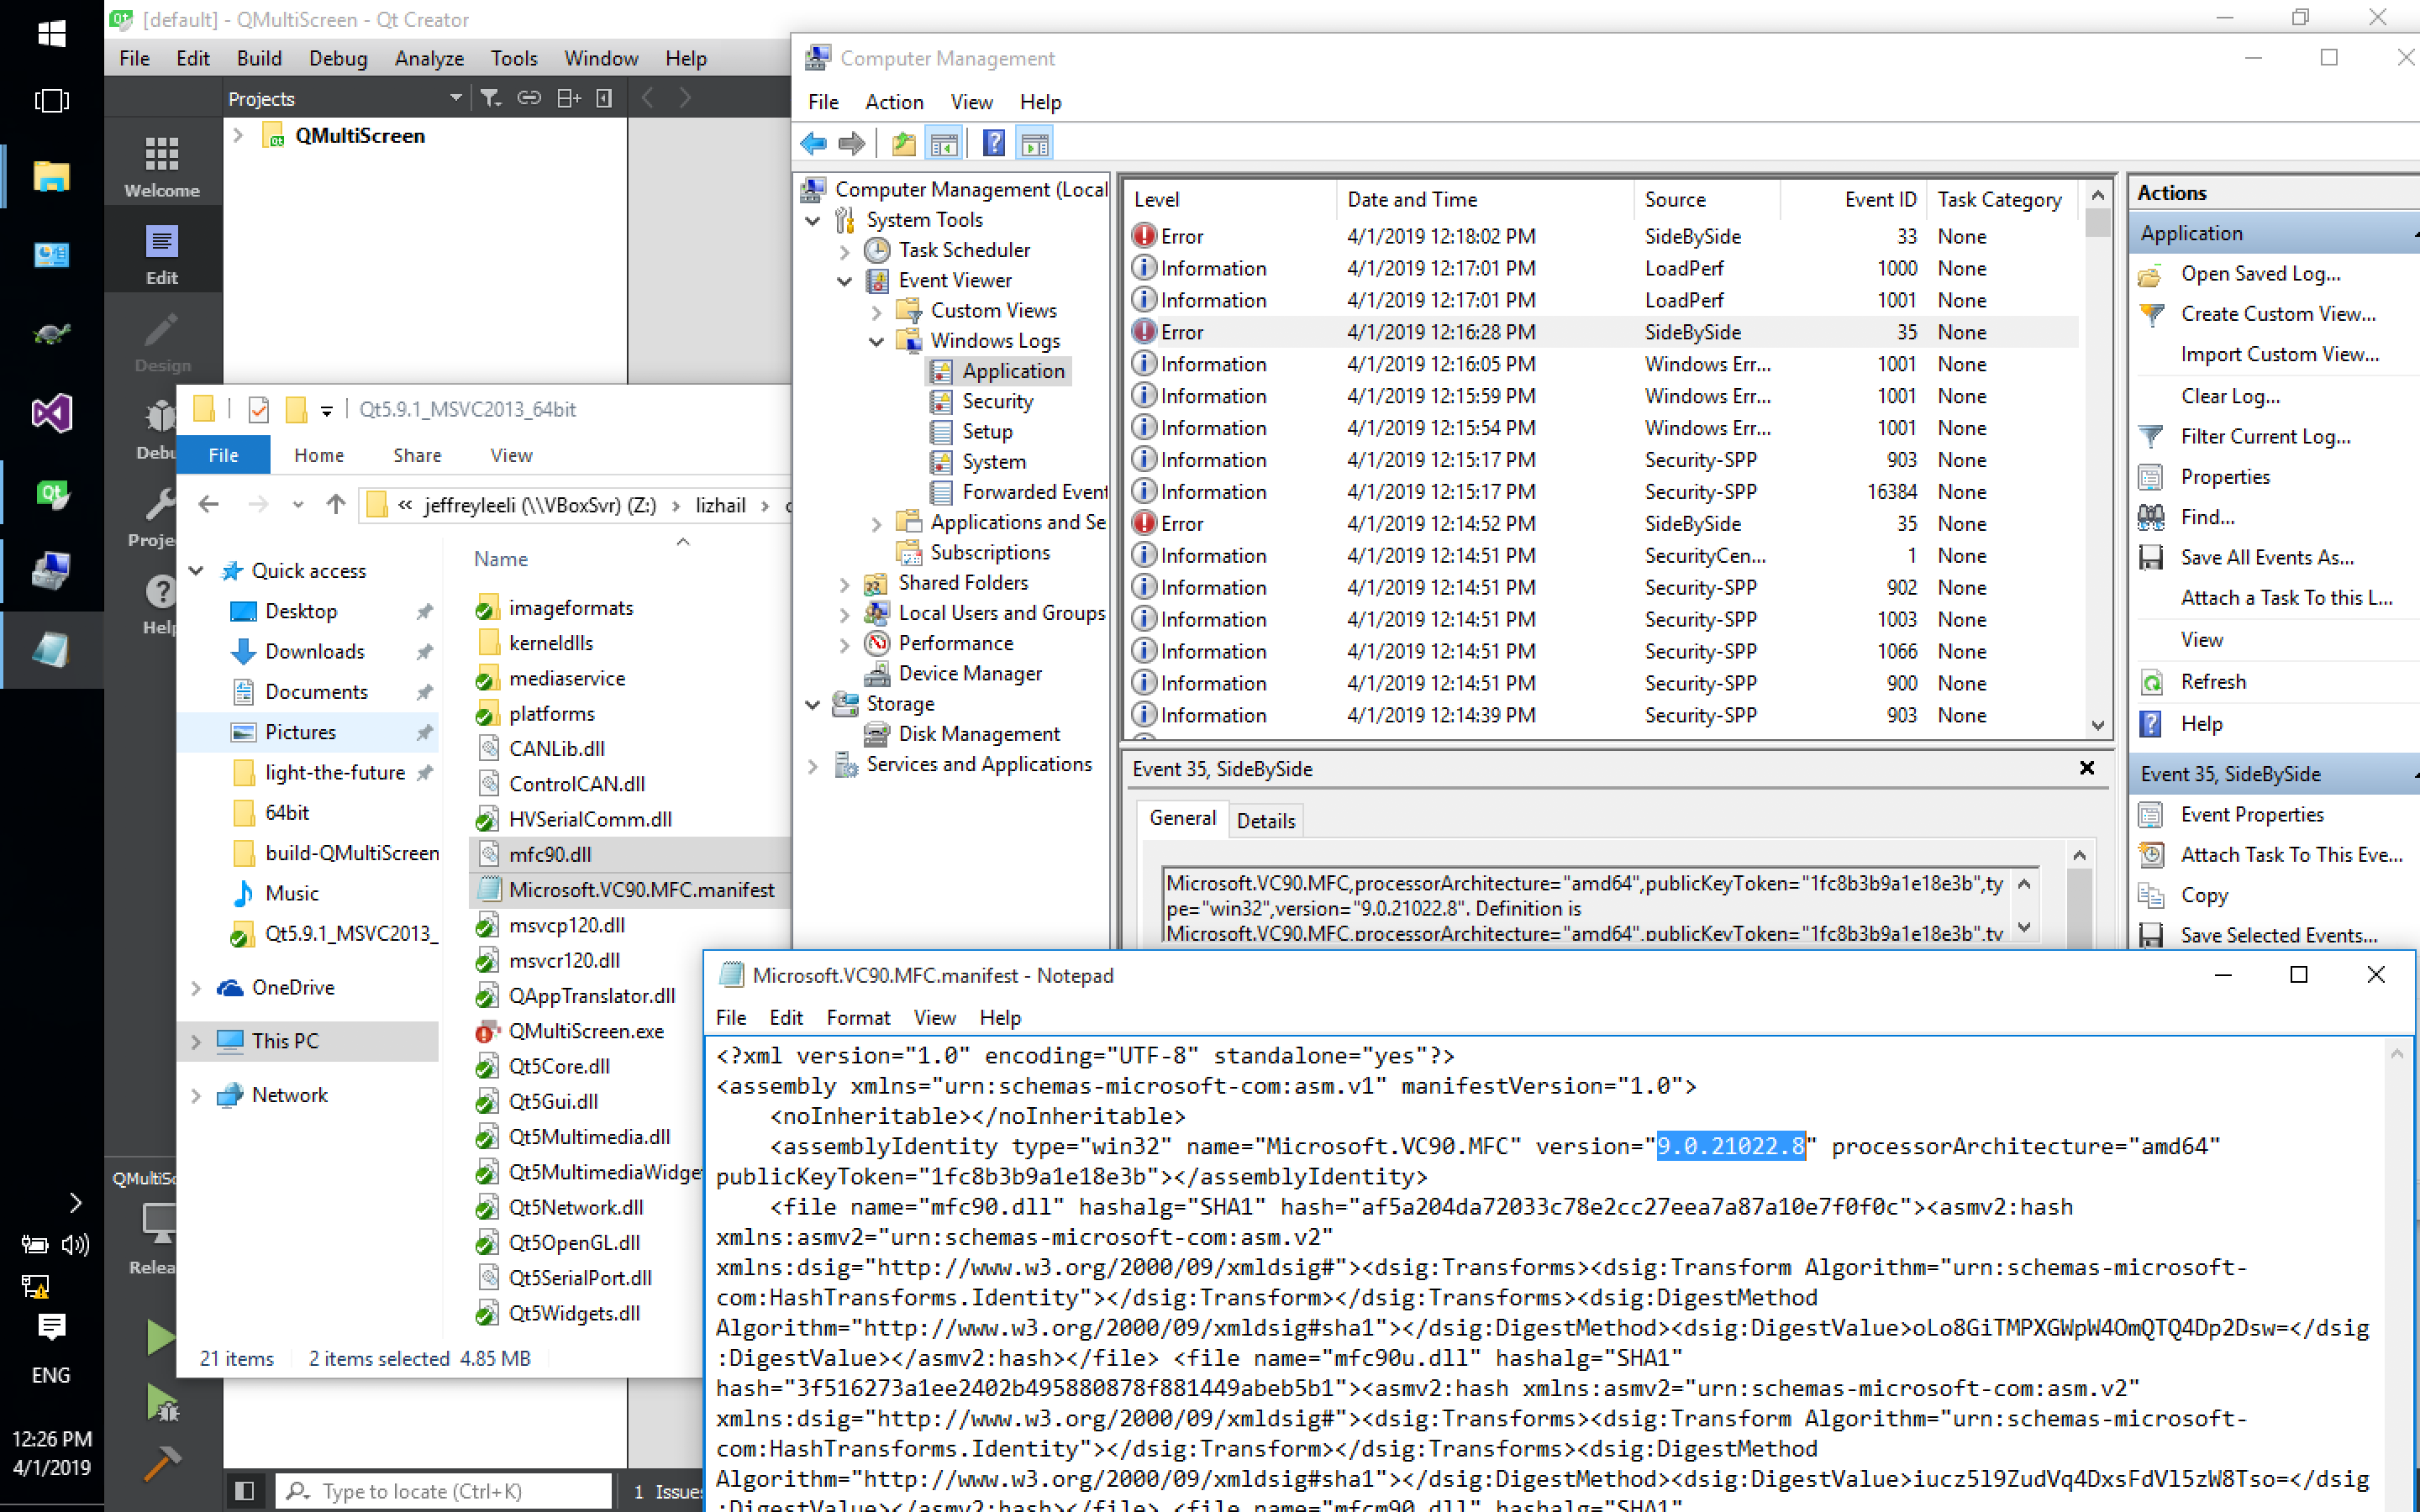 [default] - QMultiScreen - Qt Creator
File Edit Build Debug Analyze Tools Window Help
Projects
QMultiScreen
Welcome
Edit
Design
Debu
Projec
Help
QMultiSc
Relea
Type to locate (Ctrl+K)
1 Issues
ENG
12:26 PM
4/1/2019
Qt5.9.1_MSVC2013_64bit
File Home Share View
« jeffreyleeli (\\VBoxSvr) (Z:) › lizhail ›
Quick access
Desktop
Downloads
Documents
Pictures
light-the-future
64bit
build-QMultiScreen
Music
Qt5.9.1_MSVC2013_
OneDrive
This PC
Network
Name
imageformats
kerneldlls
mediaservice
platforms
CANLib.dll
ControlCAN.dll
HVSerialComm.dll
mfc90.dll
Microsoft.VC90.MFC.manifest
msvcp120.dll
msvcr120.dll
QAppTranslator.dll
QMultiScreen.exe
Qt5Core.dll
Qt5Gui.dll
Qt5Multimedia.dll
Qt5MultimediaWidge
Qt5Network.dll
Qt5OpenGL.dll
Qt5SerialPort.dll
Qt5Widgets.dll
21 items 2 items selected 4.85 MB
Computer Management
File Action View Help
Computer Management (Local
System Tools
Task Scheduler
Event Viewer
Custom Views
Windows Logs
Application
Security
Setup
System
Forwarded Event
Applications and Se
Subscriptions
Shared Folders
Local Users and Groups
Performance
Device Manager
Storage
Disk Management
Services and Applications
Level Date and Time Source Event ID Task Category
Error 4/1/2019 12:18:02 PM SideBySide 33 None
Information 4/1/2019 12:17:01 PM LoadPerf 1000 None
Information 4/1/2019 12:17:01 PM LoadPerf 1001 None
Error 4/1/2019 12:16:28 PM SideBySide 35 None
Information 4/1/2019 12:16:05 PM Windows Err... 1001 None
Information 4/1/2019 12:15:59 PM Windows Err... 1001 None
Information 4/1/2019 12:15:54 PM Windows Err... 1001 None
Information 4/1/2019 12:15:17 PM Security-SPP 903 None
Information 4/1/2019 12:15:17 PM Security-SPP 16384 None
Error 4/1/2019 12:14:52 PM SideBySide 35 None
Information 4/1/2019 12:14:51 PM SecurityCen... 1 None
Information 4/1/2019 12:14:51 PM Security-SPP 902 None
Information 4/1/2019 12:14:51 PM Security-SPP 1003 None
Information 4/1/2019 12:14:51 PM Security-SPP 1066 None
Information 4/1/2019 12:14:51 PM Security-SPP 900 None
Information 4/1/2019 12:14:39 PM Security-SPP 903 None
Event 35, SideBySide
General Details
Microsoft.VC90.MFC,processorArchitecture="amd64",publicKeyToken="1fc8b3b9a1e18e3b",ty
pe="win32",version="9.0.21022.8". Definition is
Microsoft.VC90.MFC,processorArchitecture="amd64",publicKeyToken="1fc8b3b9a1e18e3b",ty
Actions
Application
Open Saved Log...
Create Custom View...
Import Custom View...
Clear Log...
Filter Current Log...
Properties
Find...
Save All Events As...
Attach a Task To this L...
View
Refresh
Help
Event 35, SideBySide
Event Properties
Attach Task To This Eve...
Copy
Save Selected Events...
Microsoft.VC90.MFC.manifest - Notepad
File Edit Format View Help
&lt;?xml version="1.0" encoding="UTF-8" standalone="yes"?&gt;
<assembly xmlns="urn:schemas-microsoft-com:asm.v1" manifestVersion="1.0">
<noInheritable></noInheritable>
<assemblyIdentity type="win32" name="Microsoft.VC90.MFC" version="9.0.21022.8" processorArchitecture="amd64"
publicKeyToken="1fc8b3b9a1e18e3b"></assemblyIdentity>
<file name="mfc90.dll" hashalg="SHA1" hash="af5a204da72033c78e2cc27eea7a87a10e7f0f0c"><asmv2:hash
xmlns:asmv2="urn:schemas-microsoft-com:asm.v2"
xmlns:dsig="http://www.w3.org/2000/09/xmldsig#"><dsig:Transforms><dsig:Transform Algorithm="urn:schemas-microsoft-
com:HashTransforms.Identity"></dsig:Transform></dsig:Transforms><dsig:DigestMethod
Algorithm="http://www.w3.org/2000/09/xmldsig#sha1"></dsig:DigestMethod><dsig:DigestValue>oLo8GiTMPXGWpW4OmQTQ4Dp2Dsw=</dsig
:DigestValue></asmv2:hash></file> <file name="mfc90u.dll" hashalg="SHA1"
hash="3f516273a1ee2402b495880878f881449abeb5b1"><asmv2:hash xmlns:asmv2="urn:schemas-microsoft-com:asm.v2"
xmlns:dsig="http://www.w3.org/2000/09/xmldsig#"><dsig:Transforms><dsig:Transform Algorithm="urn:schemas-microsoft-
com:HashTransforms.Identity"></dsig:Transform></dsig:Transforms><dsig:DigestMethod
Algorithm="http://www.w3.org/2000/09/xmldsig#sha1"></dsig:DigestMethod><dsig:DigestValue>iucz5l9ZudVq4DxsFdVl5zW8Tso=</dsig
:DigestValue></asmv2:hash></file> <file name="mfcm90.dll" hashalg="SHA1"